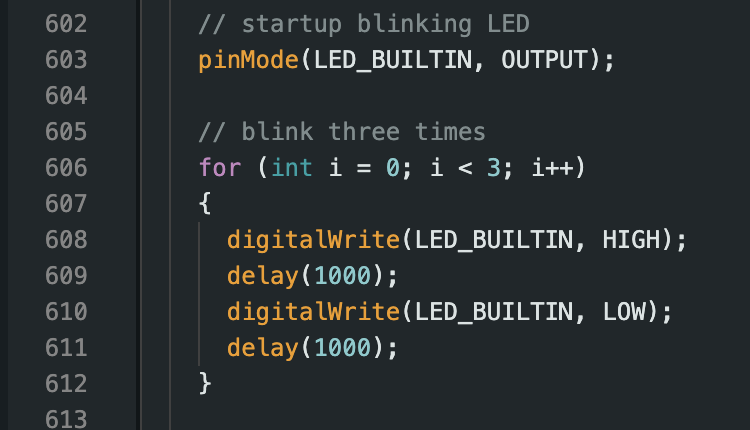 602 // startup blinking LED
603 pinMode(LED_BUILTIN, OUTPUT);
604
605 // blink three times
606 for (int i = 0; i < 3; i++)
607 {
608 digitalWrite(LED_BUILTIN, HIGH);
609 delay(1000);
610 digitalWrite(LED_BUILTIN, LOW);
611 delay(1000);
612 }
613